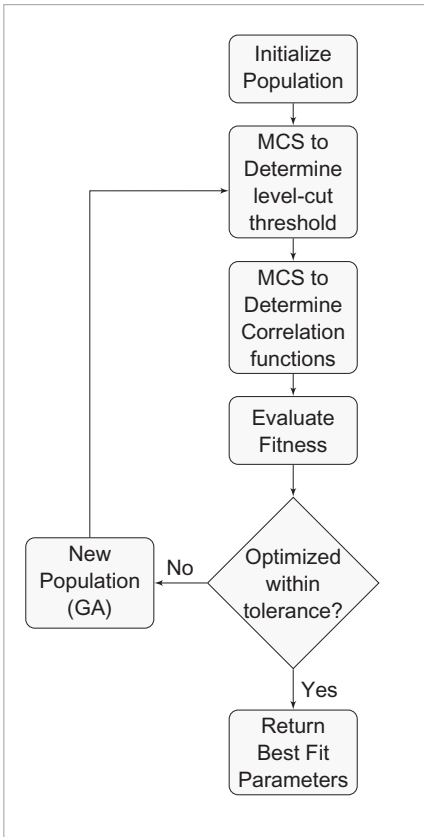 Initialize
Population
MCS to
Determine
level-cut
threshold
MCS to
Determine
Correlation
functions
Evaluate
Fitness
Optimized
within
tolerance?
No
New
Population
(GA)
Yes
Return
Best Fit
Parameters